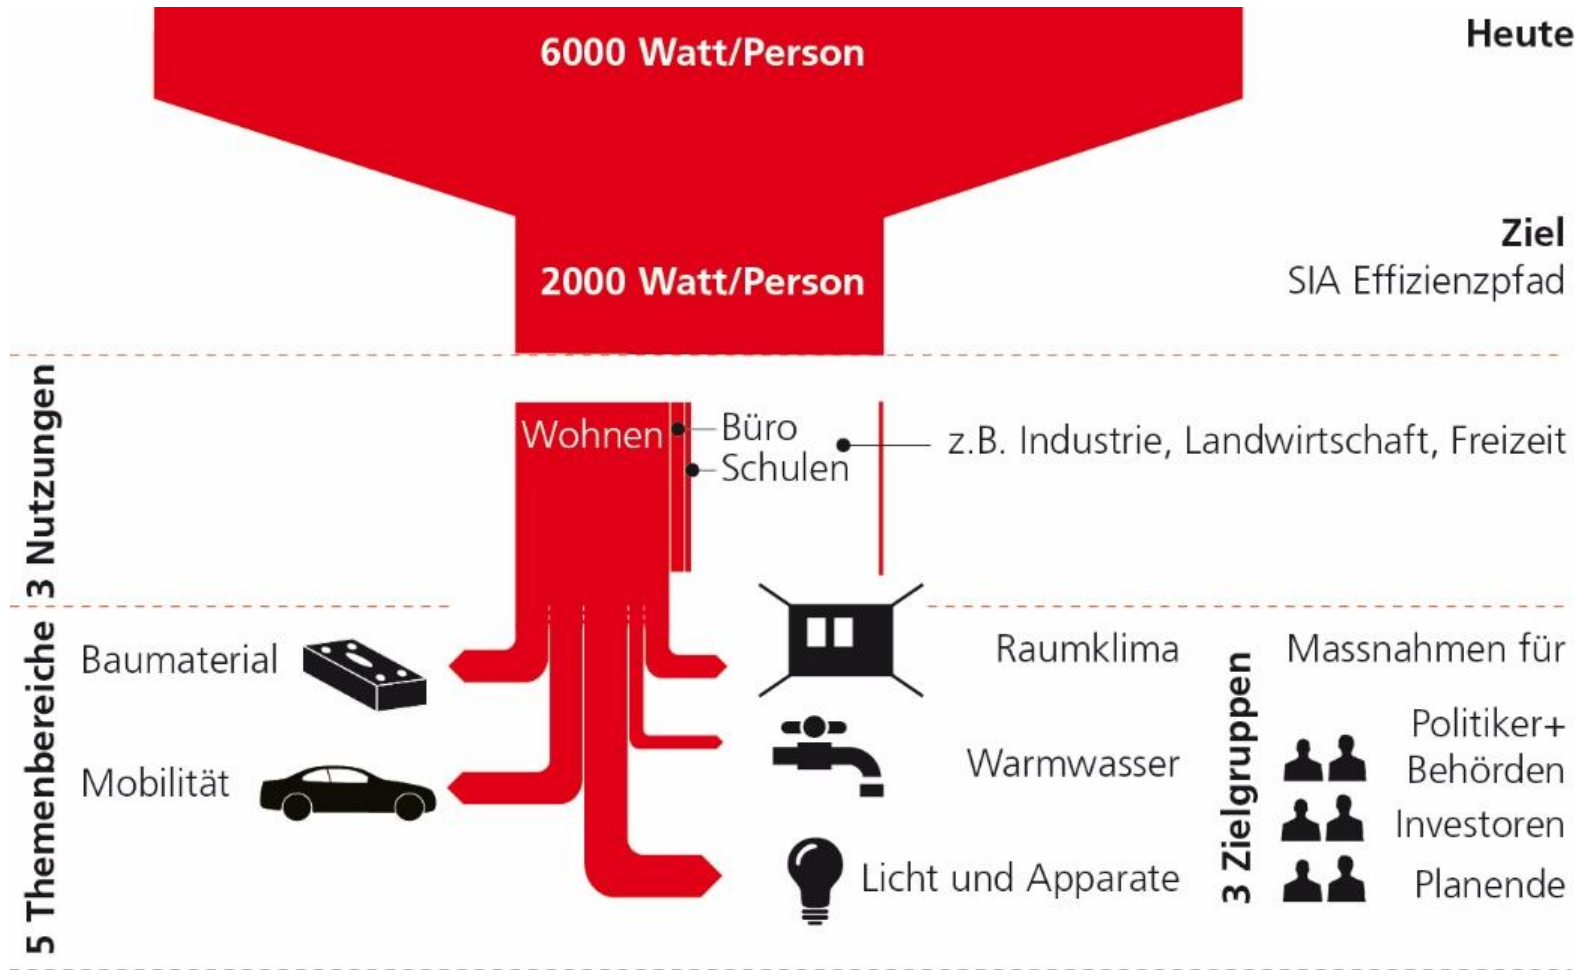 6000 Watt/Person
Heute
Ziel
SIA Effizienzpfad
2000 Watt/Person
3 Nutzungen
Wohnen
Büro
Schulen
z.B. Industrie, Landwirtschaft, Freizeit
5 Themenbereiche
Baumaterial
Mobilität
Raumklima
Warmwasser
Licht und Apparate
3 Zielgruppen
Massnahmen für
Politiker+
Behörden
Investoren
Planende